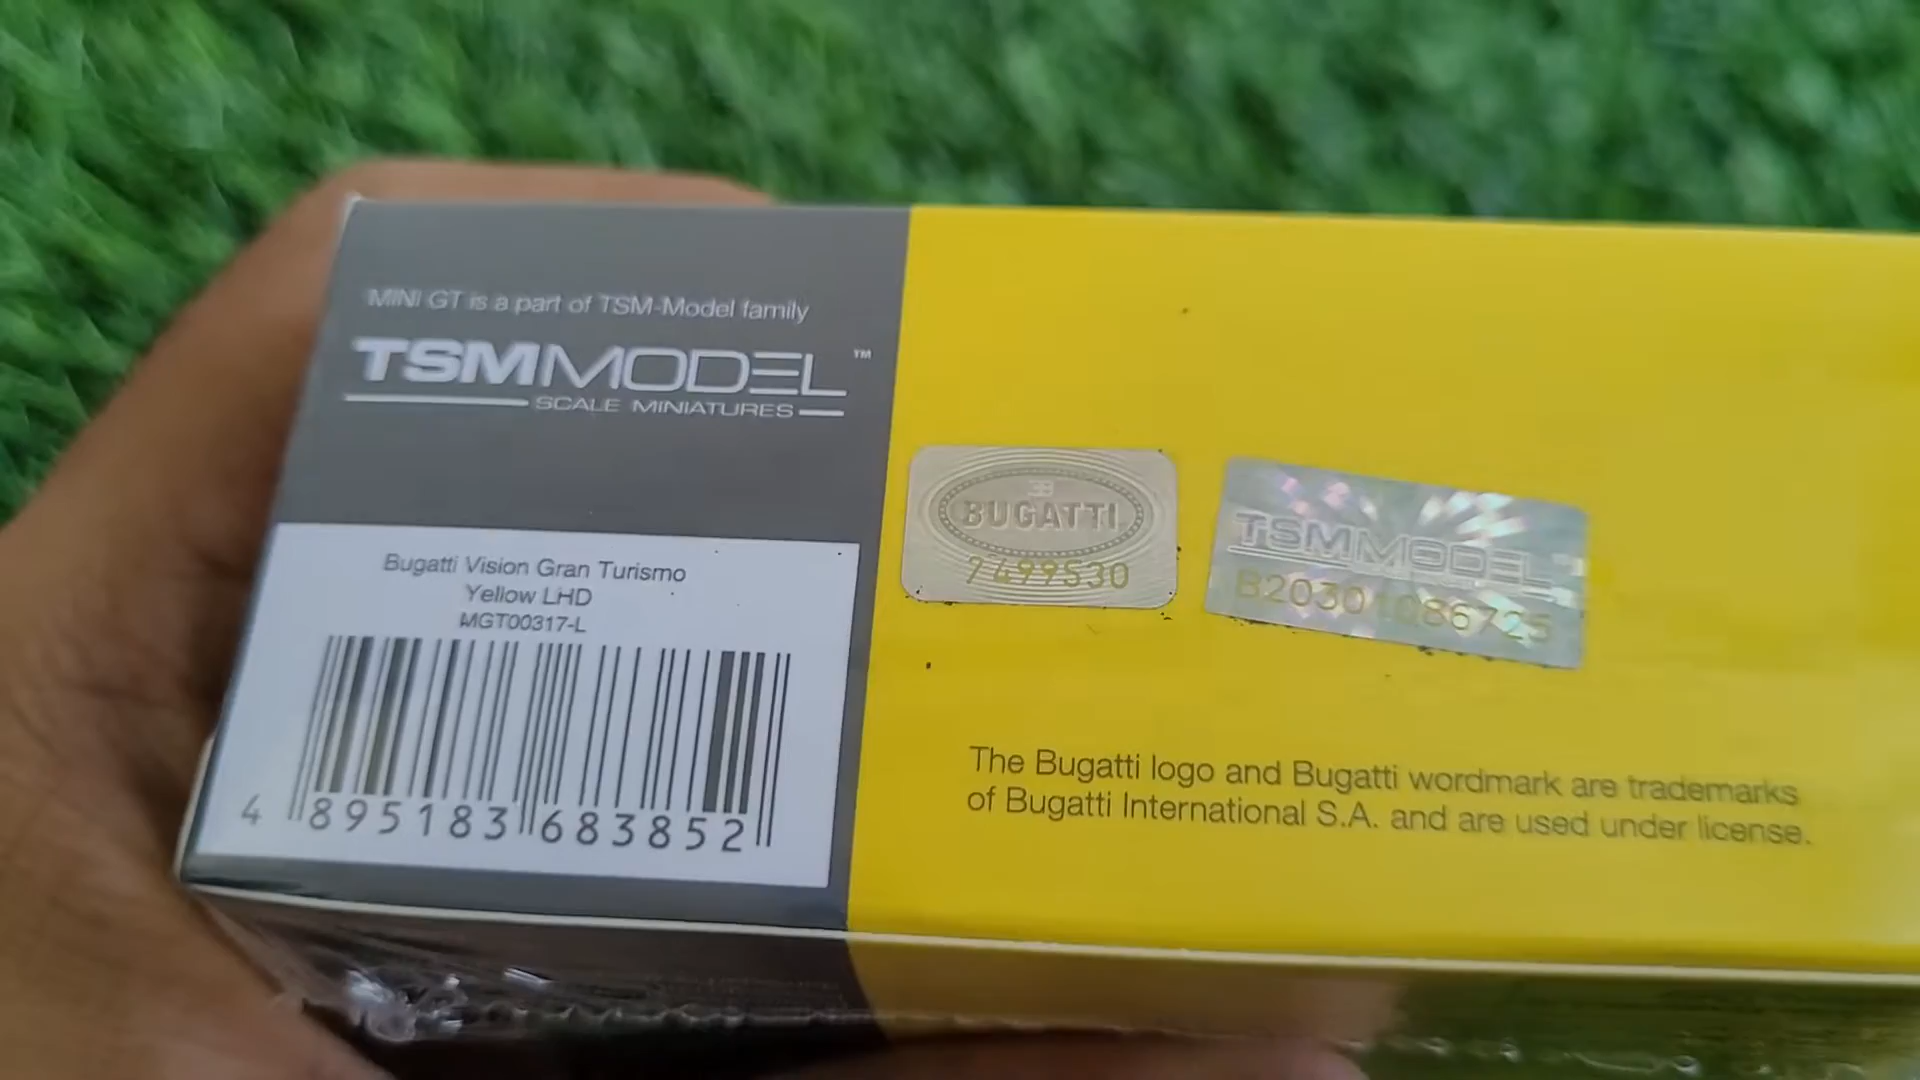 MINI GT is a part of TSM-Model family
TSMMODEL™
SCALE MINIATURES
Bugatti Vision Gran Turismo
Yellow LHD
MGT00317-L
4 895183 683852
BUGATTI
7499530
TSMMODEL
B20301086725
The Bugatti logo and Bugatti wordmark are trademarks
of Bugatti International S.A. and are used under license.